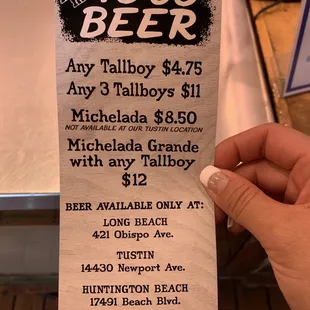 BEER
Any Tallboy $4.75
Any 3 Tallboys $11
Michelada $8.50
NOT AVAILABLE AT OUR TUSTIN LOCATION
Michelada Grande
with any Tallboy
$12
BEER AVAILABLE ONLY AT:
LONG BEACH
421 Obispo Ave.
TUSTIN
14430 Newport Ave.
HUNTINGTON BEACH
17491 Beach Blvd.